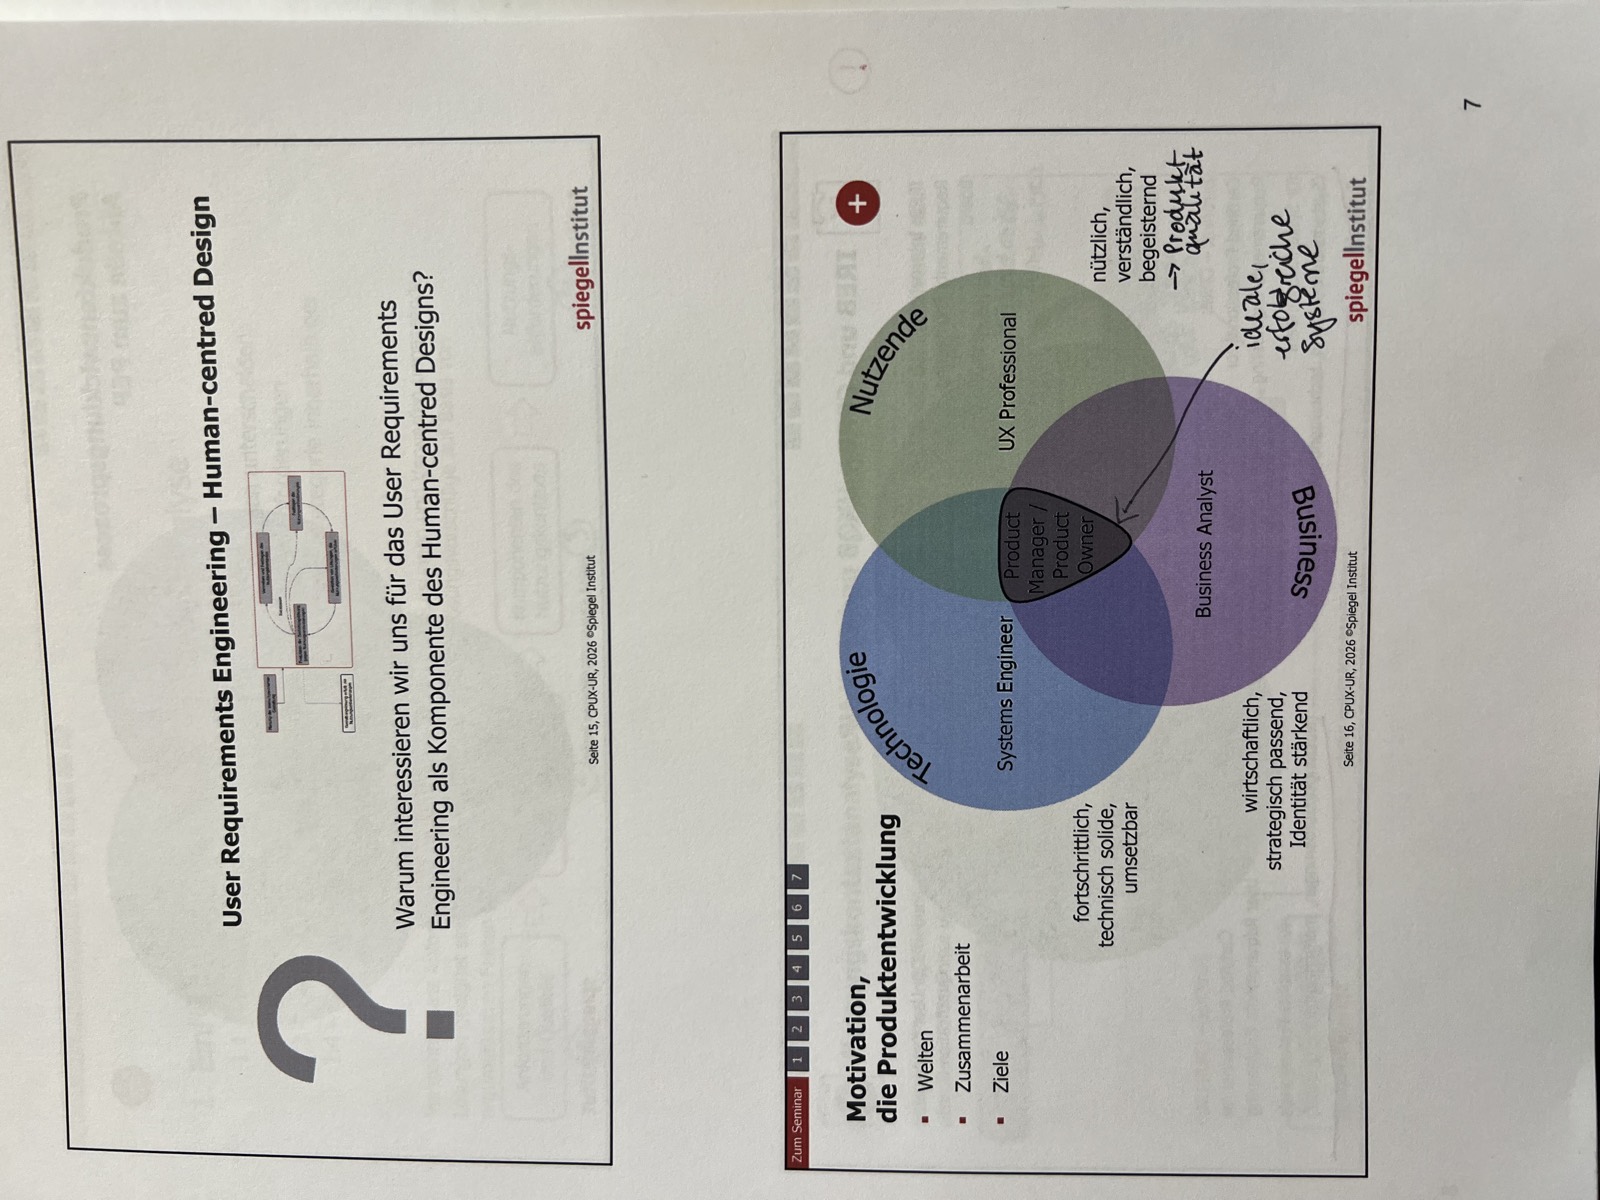 User Requirements Engineering – Human-centred Design
?
Warum interessieren wir uns für das User Requirements
Engineering als Komponente des Human-centred Designs?
Seite 15, CPUX-UR, 2026 ©Spiegel Institut
spiegelInstitut
Zum Seminar 1 2 3 4 5 6 7
Motivation,
die Produktentwicklung
▪ Welten
▪ Zusammenarbeit
▪ Ziele
Technologie
Nutzende
+
Systems Engineer
Product
Manager /
Product
Owner
UX Professional
fortschrittlich,
technisch solide,
umsetzbar
nützlich,
verständlich,
begeisternd
→ Produkt
qualität
Business Analyst
wirtschaftlich,
strategisch passend,
Identität stärkend
Business
ideale,
erfolgreiche
Systeme
Seite 16, CPUX-UR, 2026 ©Spiegel Institut
spiegelInstitut
7